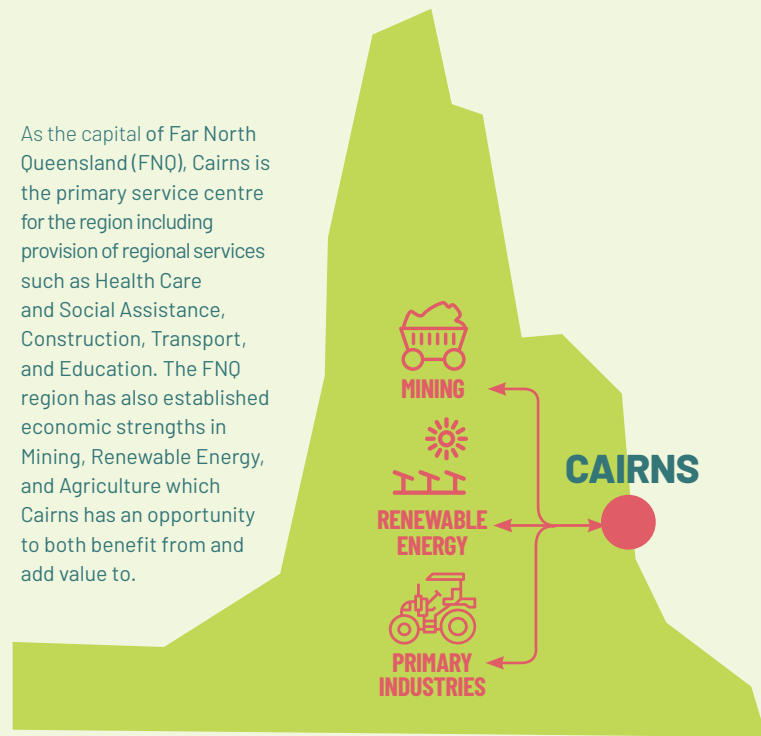 As the capital of Far North
Queensland (FNQ), Cairns is
the primary service centre
for the region including
provision of regional services
such as Health Care
and Social Assistance,
Construction, Transport,
and Education. The FNQ
region has also established
economic strengths in
Mining, Renewable Energy,
and Agriculture which
Cairns has an opportunity
to both benefit from and
add value to.
MINING
CAIRNS
RENEWABLE
ENERGY
PRIMARY
INDUSTRIES